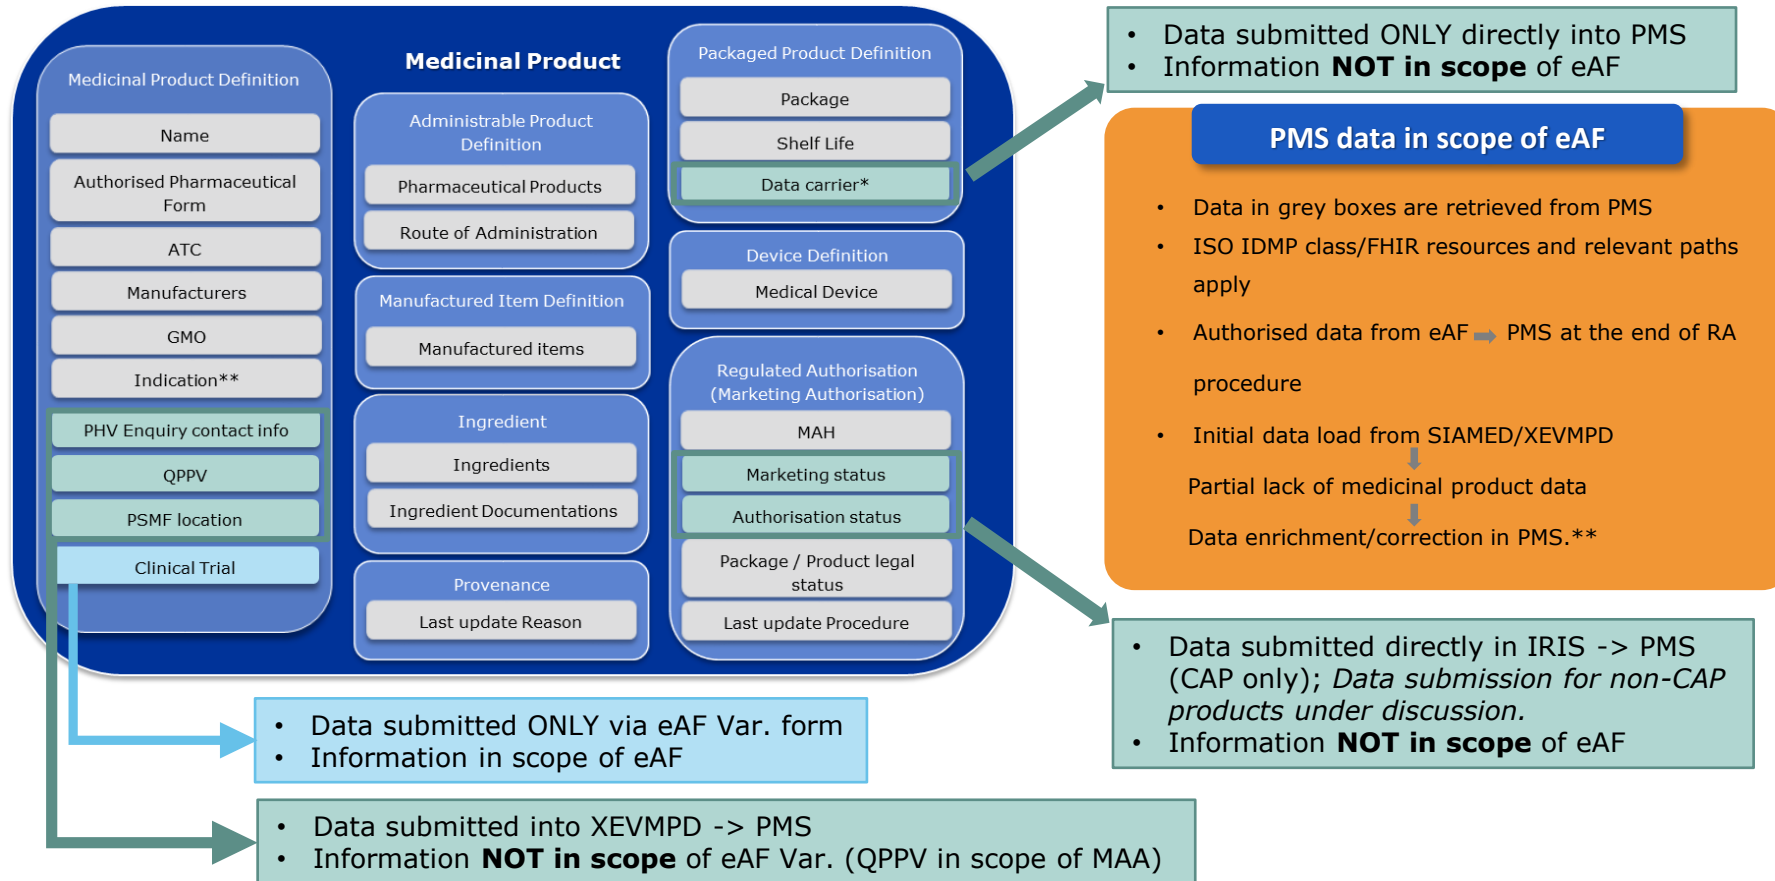 Medicinal Product
Medicinal Product Definition
Name
Authorised Pharmaceutical
Form
ATC
Manufacturers
GMO
Indication**
PHV Enquiry contact info
QPPV
PSMF location
Clinical Trial
Administrable Product
Definition
Pharmaceutical Products
Route of Administration
Manufactured Item Definition
Manufactured items
Ingredient
Ingredients
Ingredient Documentations
Provenance
Last update Reason
Packaged Product Definition
Package
Shelf Life
Data carrier*
Device Definition
Medical Device
Regulated Authorisation
(Marketing Authorisation)
MAH
Marketing status
Authorisation status
Package / Product legal
status
Last update Procedure
• Data submitted ONLY directly into PMS
• Information NOT in scope of eAF
PMS data in scope of eAF
• Data in grey boxes are retrieved from PMS
• ISO IDMP class/FHIR resources and relevant paths
apply
• Authorised data from eAF ➡ PMS at the end of RA
procedure
• Initial data load from SIAMED/XEVMPD
Partial lack of medicinal product data
Data enrichment/correction in PMS.**
• Data submitted directly in IRIS -> PMS
(CAP only); Data submission for non-CAP
products under discussion.
• Information NOT in scope of eAF
• Data submitted ONLY via eAF Var. form
• Information in scope of eAF
• Data submitted into XEVMPD -> PMS
• Information NOT in scope of eAF Var. (QPPV in scope of MAA)